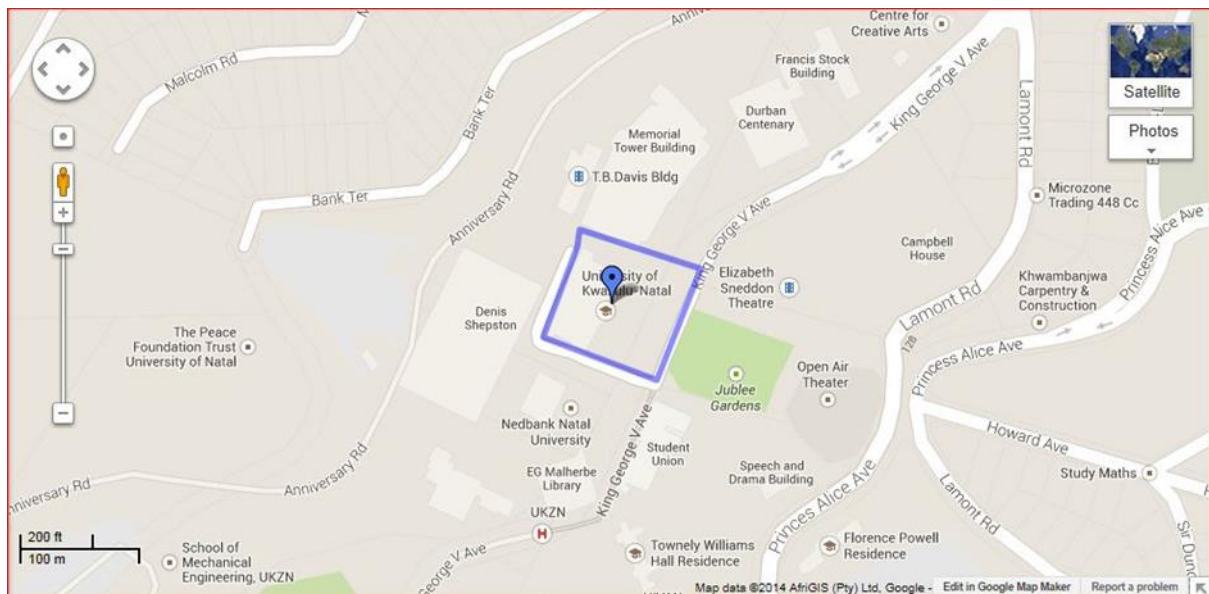 Centre for
Creative Arts
Malcolm Rd
Bank Ter
Anniversary Rd
Francis Stock
Building
King George V Ave
Lamont Rd
Satellite
Photos
Durban
Centenary
Memorial
Tower Building
T.B.Davis Bldg
Bank Ter
Anniversary Rd
King George V Ave
Microzone
Trading 448 Cc
Princess Alice Ave
Campbell
House
University of
KwaZulu-Natal
Elizabeth
Sneddon
Theatre
Khwambanjwa
Carpentry &
Construction
Denis
Shepston
Lamont Rd
128
Princess Alice Ave
The Peace
Foundation Trust
University of Natal
Open Air
Theater
Jublee
Gardens
Nedbank Natal
University
King George V Ave
Student
Union
Howard Ave
EG Malherbe
Library
Speech and
Drama Building
Study Maths
Anniversary Rd
nniversary Rd
UKZN
Princes Alice Ave
Lamont Rd
200 ft
100 m
School of
Mechanical
Engineering, UKZN
George V Ave
Townely Williams
Hall Residence
Florence Powell
Residence
Sir Dunc
Map data ©2014 AfriGIS (Pty) Ltd, Google -
Edit in Google Map Maker
Report a problem